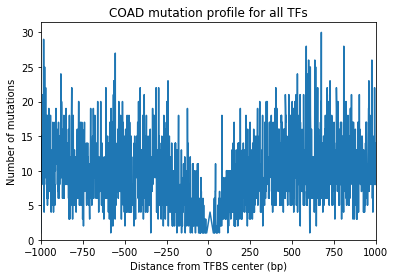 COAD mutation profile for all TFs
Number of mutations
30
25
20
15
10
5
0
−1000 −750 −500 −250 0 250 500 750 1000
Distance from TFBS center (bp)